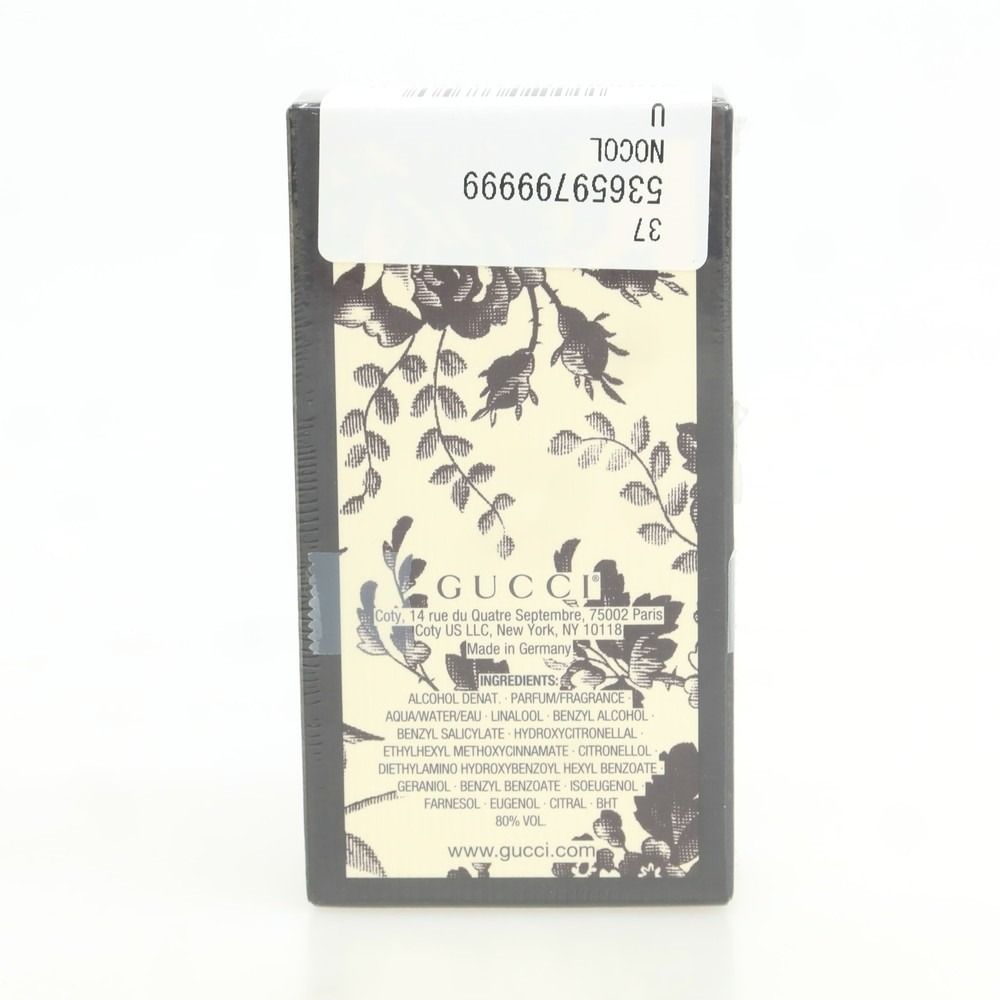 37
53659799999
NOCOL
U
GUCCI®
Coty, 14 rue du Quatre Septembre, 75002 Paris
Coty US LLC, New York, NY 10118
Made in Germany
INGREDIENTS:
ALCOHOL DENAT. · PARFUM/FRAGRANCE ·
AQUA/WATER/EAU · LINALOOL · BENZYL ALCOHOL ·
BENZYL SALICYLATE · HYDROXYCITRONELLAL ·
ETHYLHEXYL METHOXYCINNAMATE · CITRONELLOL ·
DIETHYLAMINO HYDROXYBENZOYL HEXYL BENZOATE ·
GERANIOL · BENZYL BENZOATE · ISOEUGENOL ·
FARNESOL · EUGENOL · CITRAL · BHT
80% VOL.
www.gucci.com